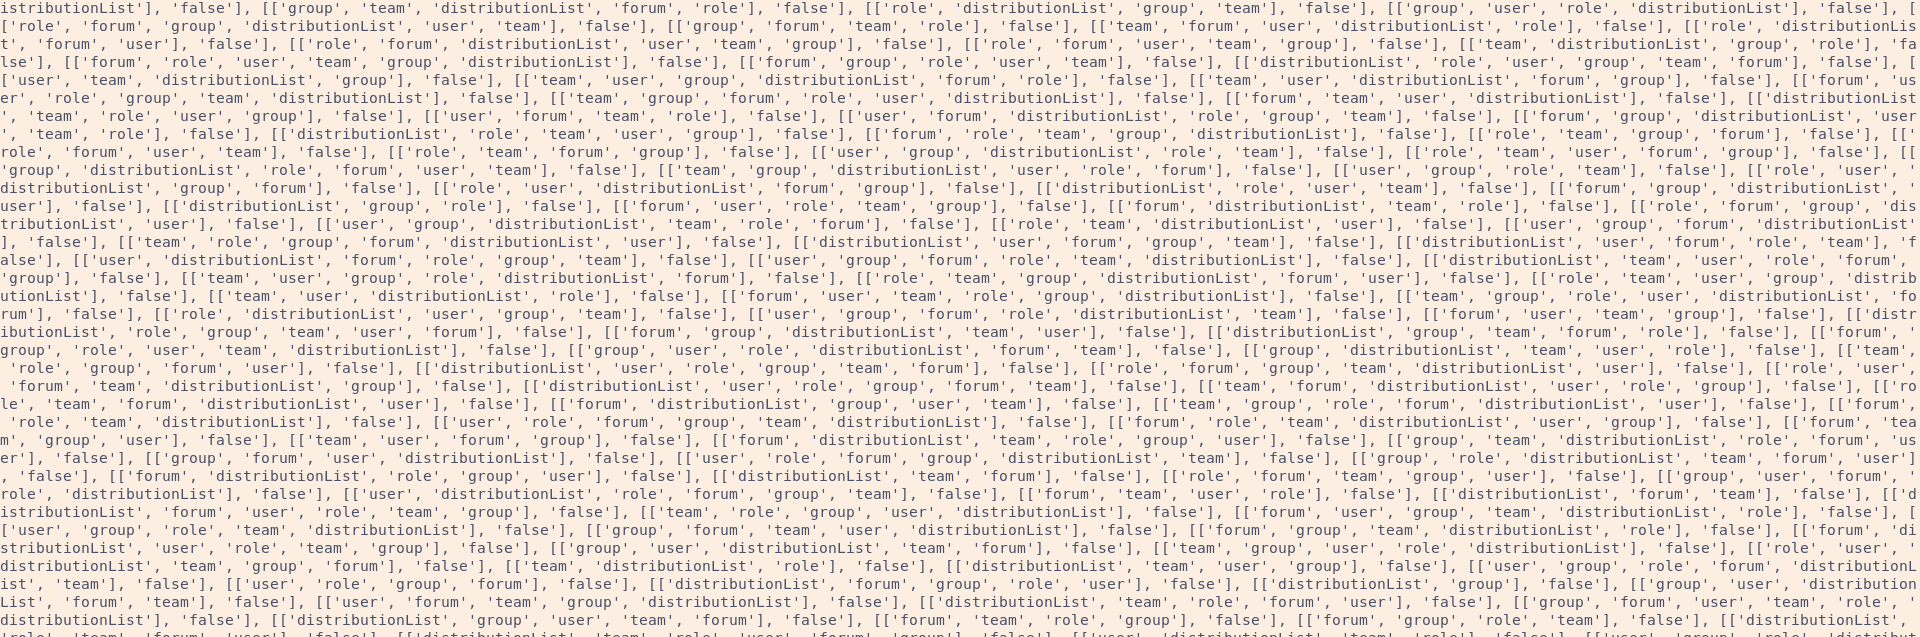 istributionList'], 'false'], [['group', 'team', 'distributionList', 'forum', 'role'], 'false'], [['role', 'distributionList', 'group', 'team'], 'false'], [['group', 'user', 'role', 'distributionList'], 'false'], [
['role', 'forum', 'group', 'distributionList', 'user', 'team'], 'false'], [['group', 'forum', 'team', 'role'], 'false'], [['team', 'forum', 'user', 'distributionList', 'role'], 'false'], [['role', 'distributionLis
t', 'forum', 'user'], 'false'], [['role', 'forum', 'distributionList', 'user', 'team', 'group'], 'false'], [['role', 'forum', 'user', 'team', 'group'], 'false'], [['team', 'distributionList', 'group', 'role'], 'fa
lse'], [['forum', 'role', 'user', 'team', 'group', 'distributionList'], 'false'], [['forum', 'group', 'role', 'user', 'team'], 'false'], [['distributionList', 'role', 'user', 'group', 'team', 'forum'], 'false'], [
['user', 'team', 'distributionList', 'group'], 'false'], [['team', 'user', 'group', 'distributionList', 'forum', 'role'], 'false'], [['team', 'user', 'distributionList', 'forum', 'group'], 'false'], [['forum', 'us
er', 'role', 'group', 'team', 'distributionList'], 'false'], [['team', 'group', 'forum', 'role', 'user', 'distributionList'], 'false'], [['forum', 'team', 'user', 'distributionList'], 'false'], [['distributionList
', 'team', 'role', 'user', 'group'], 'false'], [['user', 'forum', 'team', 'role'], 'false'], [['user', 'forum', 'distributionList', 'role', 'group', 'team'], 'false'], [['forum', 'group', 'distributionList', 'user
', 'team', 'role'], 'false'], [['distributionList', 'role', 'team', 'user', 'group'], 'false'], [['forum', 'role', 'team', 'group', 'distributionList'], 'false'], [['role', 'team', 'group', 'forum'], 'false'], [['
role', 'forum', 'user', 'team'], 'false'], [['role', 'team', 'forum', 'group'], 'false'], [['user', 'group', 'distributionList', 'role', 'team'], 'false'], [['role', 'team', 'user', 'forum', 'group'], 'false'], [[
'group', 'distributionList', 'role', 'forum', 'user', 'team'], 'false'], [['team', 'group', 'distributionList', 'user', 'role', 'forum'], 'false'], [['user', 'group', 'role', 'team'], 'false'], [['role', 'user', '
distributionList', 'group', 'forum'], 'false'], [['role', 'user', 'distributionList', 'forum', 'group'], 'false'], [['distributionList', 'role', 'user', 'team'], 'false'], [['forum', 'group', 'distributionList', '
user'], 'false'], [['distributionList', 'group', 'role'], 'false'], [['forum', 'user', 'role', 'team', 'group'], 'false'], [['forum', 'distributionList', 'team', 'role'], 'false'], [['role', 'forum', 'group', 'dis
tributionList', 'user'], 'false'], [['user', 'group', 'distributionList', 'team', 'role', 'forum'], 'false'], [['role', 'team', 'distributionList', 'user'], 'false'], [['user', 'group', 'forum', 'distributionList'
], 'false'], [['team', 'role', 'group', 'forum', 'distributionList', 'user'], 'false'], [['distributionList', 'user', 'forum', 'group', 'team'], 'false'], [['distributionList', 'user', 'forum', 'role', 'team'], 'f
alse'], [['user', 'distributionList', 'forum', 'role', 'group', 'team'], 'false'], [['user', 'group', 'forum', 'role', 'team', 'distributionList'], 'false'], [['distributionList', 'team', 'user', 'role', 'forum', 
'group'], 'false'], [['team', 'user', 'group', 'role', 'distributionList', 'forum'], 'false'], [['role', 'team', 'group', 'distributionList', 'forum', 'user'], 'false'], [['role', 'team', 'user', 'group', 'distrib
utionList'], 'false'], [['team', 'user', 'distributionList', 'role'], 'false'], [['forum', 'user', 'team', 'role', 'group', 'distributionList'], 'false'], [['team', 'group', 'role', 'user', 'distributionList', 'fo
rum'], 'false'], [['role', 'distributionList', 'user', 'group', 'team'], 'false'], [['user', 'group', 'forum', 'role', 'distributionList', 'team'], 'false'], [['forum', 'user', 'team', 'group'], 'false'], [['distr
ibutionList', 'role', 'group', 'team', 'user', 'forum'], 'false'], [['forum', 'group', 'distributionList', 'team', 'user'], 'false'], [['distributionList', 'group', 'team', 'forum', 'role'], 'false'], [['forum', '
group', 'role', 'user', 'team', 'distributionList'], 'false'], [['group', 'user', 'role', 'distributionList', 'forum', 'team'], 'false'], [['group', 'distributionList', 'team', 'user', 'role'], 'false'], [['team',
 'role', 'group', 'forum', 'user'], 'false'], [['distributionList', 'user', 'role', 'group', 'team', 'forum'], 'false'], [['role', 'forum', 'group', 'team', 'distributionList', 'user'], 'false'], [['role', 'user',
 'forum', 'team', 'distributionList', 'group'], 'false'], [['distributionList', 'user', 'role', 'group', 'forum', 'team'], 'false'], [['team', 'forum', 'distributionList', 'user', 'role', 'group'], 'false'], [['ro
le', 'team', 'forum', 'distributionList', 'user'], 'false'], [['forum', 'distributionList', 'group', 'user', 'team'], 'false'], [['team', 'group', 'role', 'forum', 'distributionList', 'user'], 'false'], [['forum',
 'role', 'team', 'distributionList'], 'false'], [['user', 'role', 'forum', 'group', 'team', 'distributionList'], 'false'], [['forum', 'role', 'team', 'distributionList', 'user', 'group'], 'false'], [['forum', 'tea
m', 'group', 'user'], 'false'], [['team', 'user', 'forum', 'group'], 'false'], [['forum', 'distributionList', 'team', 'role', 'group', 'user'], 'false'], [['group', 'team', 'distributionList', 'role', 'forum', 'us
er'], 'false'], [['group', 'forum', 'user', 'distributionList'], 'false'], [['user', 'role', 'forum', 'group', 'distributionList', 'team'], 'false'], [['group', 'role', 'distributionList', 'team', 'forum', 'user']
, 'false'], [['forum', 'distributionList', 'role', 'group', 'user'], 'false'], [['distributionList', 'team', 'forum'], 'false'], [['role', 'forum', 'team', 'group', 'user'], 'false'], [['group', 'user', 'forum', '
role', 'distributionList'], 'false'], [['user', 'distributionList', 'role', 'forum', 'group', 'team'], 'false'], [['forum', 'team', 'user', 'role'], 'false'], [['distributionList', 'forum', 'team'], 'false'], [['d
istributionList', 'forum', 'user', 'role', 'team', 'group'], 'false'], [['team', 'role', 'group', 'user', 'distributionList'], 'false'], [['forum', 'user', 'group', 'team', 'distributionList', 'role'], 'false'], [
['user', 'group', 'role', 'team', 'distributionList'], 'false'], [['group', 'forum', 'team', 'user', 'distributionList'], 'false'], [['forum', 'group', 'team', 'distributionList', 'role'], 'false'], [['forum', 'di
stributionList', 'user', 'role', 'team', 'group'], 'false'], [['group', 'user', 'distributionList', 'team', 'forum'], 'false'], [['team', 'group', 'user', 'role', 'distributionList'], 'false'], [['role', 'user', '
distributionList', 'team', 'group', 'forum'], 'false'], [['team', 'distributionList', 'role'], 'false'], [['distributionList', 'team', 'user', 'group'], 'false'], [['user', 'group', 'role', 'forum', 'distributionL
ist', 'team'], 'false'], [['user', 'role', 'group', 'forum'], 'false'], [['distributionList', 'forum', 'group', 'role', 'user'], 'false'], [['distributionList', 'group'], 'false'], [['group', 'user', 'distribution
List', 'forum', 'team'], 'false'], [['user', 'forum', 'team', 'group', 'distributionList'], 'false'], [['distributionList', 'team', 'role', 'forum', 'user'], 'false'], [['group', 'forum', 'user', 'team', 'role', '
distributionList'], 'false'], [['distributionList', 'group', 'user', 'team', 'forum'], 'false'], [['forum', 'team', 'role', 'group'], 'false'], [['forum', 'group', 'role', 'team'], 'false'], [['distributionList',